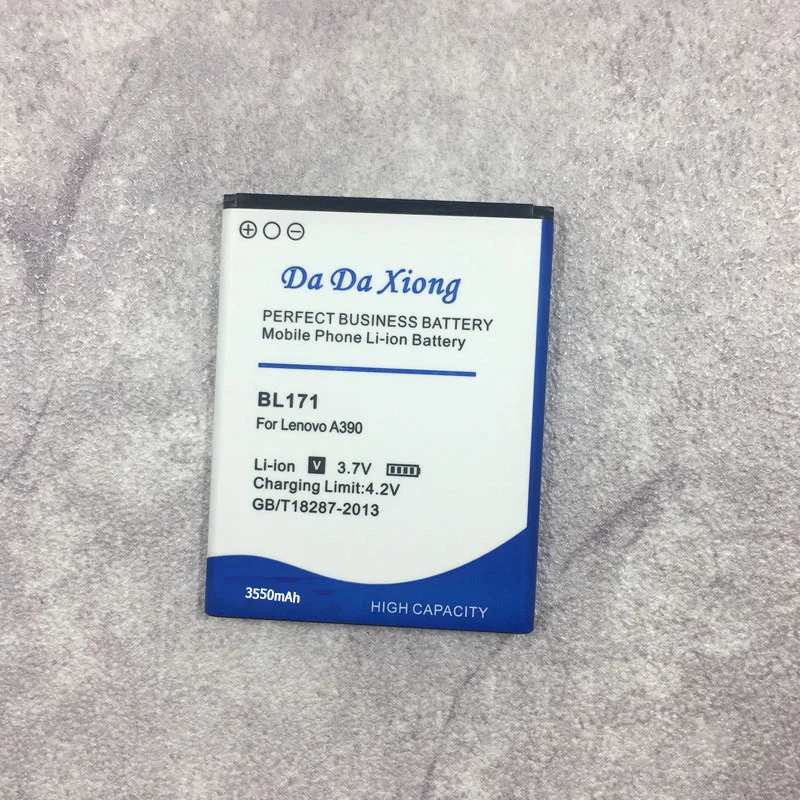 ⊕ ○ ⊖
Da Da Xiong
PERFECT BUSINESS BATTERY
Mobile Phone Li-ion Battery
BL171
For Lenovo A390
Li-ion V 3.7V
Charging Limit:4.2V
GB/T18287-2013
3550mAh
HIGH CAPACITY